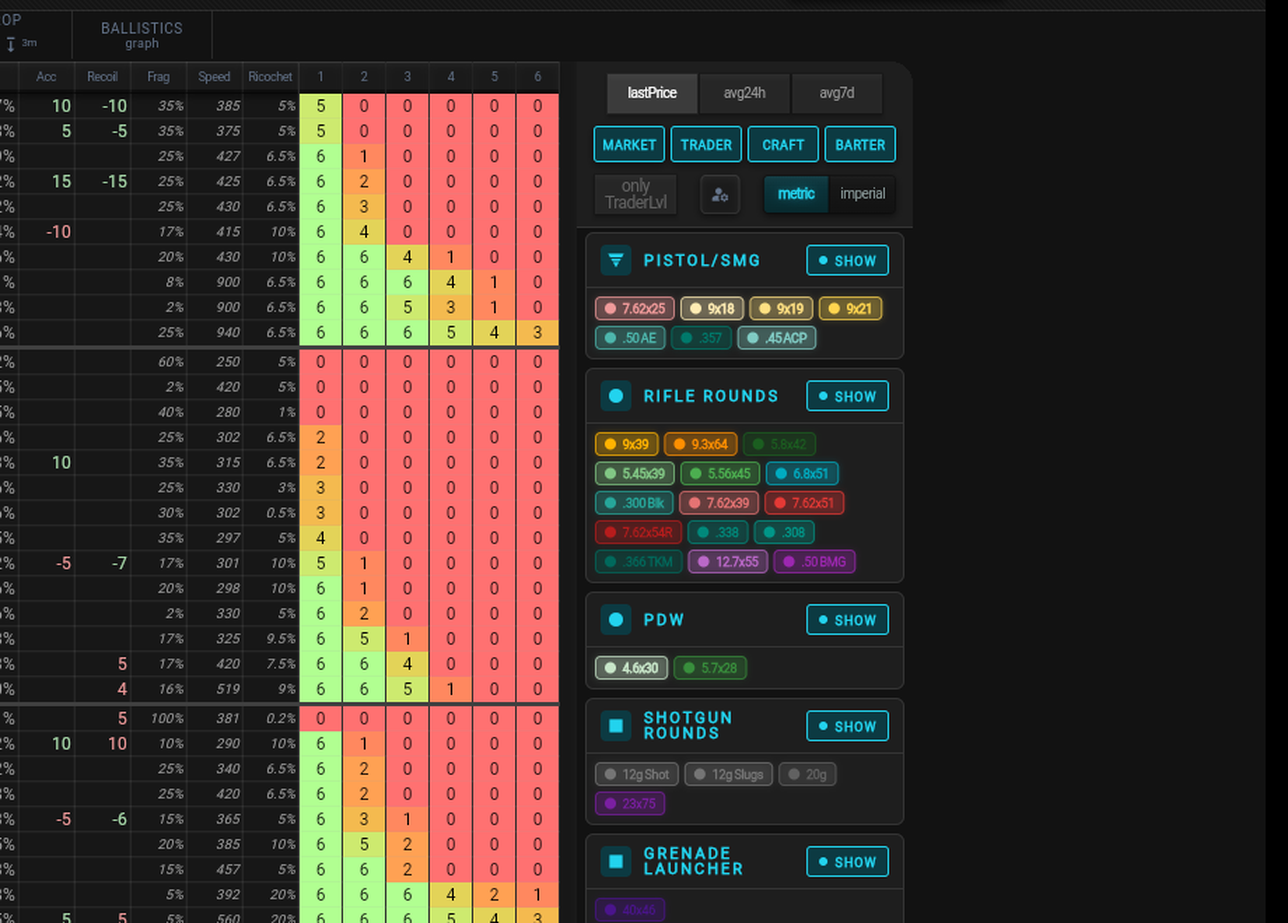 OP
3m
BALLISTICS
graph
Acc Recoil Frag Speed Ricochet 1 2 3 4 5 6
% 10 -10 35% 385 5% 5 0 0 0 0 0
% 5 -5 35% 375 5% 5 0 0 0 0 0
% 25% 427 6.5% 6 1 0 0 0 0
% 15 -15 25% 425 6.5% 6 2 0 0 0 0
% 25% 430 6.5% 6 3 0 0 0 0
% -10 17% 415 10% 6 4 0 0 0 0
% 20% 430 10% 6 6 4 1 0 0
% 8% 900 6.5% 6 6 6 4 1 0
% 2% 900 6.5% 6 6 5 3 1 0
% 25% 940 6.5% 6 6 6 5 4 3
% 60% 250 5% 0 0 0 0 0 0
% 2% 420 5% 0 0 0 0 0 0
% 40% 280 1% 0 0 0 0 0 0
% 25% 302 6.5% 2 0 0 0 0 0
% 10 35% 315 6.5% 2 0 0 0 0 0
% 25% 330 3% 3 0 0 0 0 0
% 30% 302 0.5% 3 0 0 0 0 0
% 35% 297 5% 4 0 0 0 0 0
% -5 -7 17% 301 10% 5 1 0 0 0 0
% 20% 298 10% 6 1 0 0 0 0
% 2% 330 5% 6 2 0 0 0 0
% 17% 325 9.5% 6 5 1 0 0 0
% 5 17% 420 7.5% 6 6 4 0 0 0
% 4 16% 519 9% 6 6 5 1 0 0
% 5 100% 381 0.2% 0 0 0 0 0 0
% 10 10 10% 290 10% 6 1 0 0 0 0
% 25% 340 6.5% 6 2 0 0 0 0
% 25% 420 6.5% 6 2 0 0 0 0
% -5 -6 15% 365 5% 6 3 1 0 0 0
% 20% 385 10% 6 5 2 0 0 0
% 15% 457 5% 6 6 2 0 0 0
% 5% 392 20% 6 6 6 4 2 1
% 5 5 5% 560 20% 6 6 6 5 4 3
lastPrice avg24h avg7d
MARKET TRADER CRAFT BARTER
only
TraderLvl
metric imperial
PISTOL/SMG SHOW
7.62x25 9x18 9x19 9x21
.50 AE .357 .45 ACP
RIFLE ROUNDS SHOW
9x39 9.3x64 5.8x42
5.45x39 5.56x45 6.8x51
.300 Blk 7.62x39 7.62x51
7.62x54R .338 .308
.366 TKM 12.7x55 .50 BMG
PDW SHOW
4.6x30 5.7x28
SHOTGUN
ROUNDS
SHOW
12g Shot 12g Slugs 20g
23x75
GRENADE
LAUNCHER
SHOW
40x46